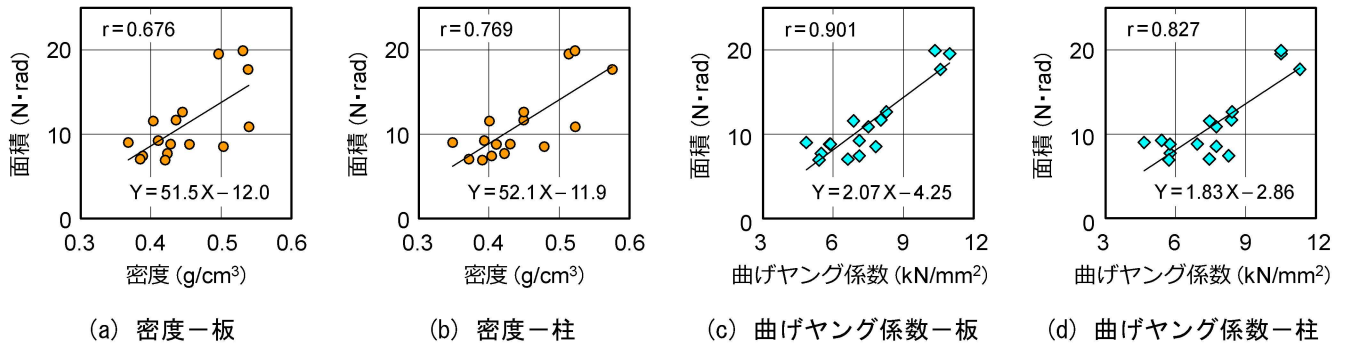 r=0.676
面積(N・rad)
20
10
0
Y=51.5X−12.0
0.3 0.4 0.5 0.6
密度(g/cm³)
(a) 密度－板
r=0.769
面積(N・rad)
20
10
0
Y=52.1X−11.9
0.3 0.4 0.5 0.6
密度(g/cm³)
(b) 密度－柱
r=0.901
面積(N・rad)
20
10
0
Y=2.07X−4.25
3 6 9 12
曲げヤング係数(kN/mm²)
(c) 曲げヤング係数－板
r=0.827
面積(N・rad)
20
10
0
Y=1.83X−2.86
3 6 9 12
曲げヤング係数(kN/mm²)
(d) 曲げヤング係数－柱